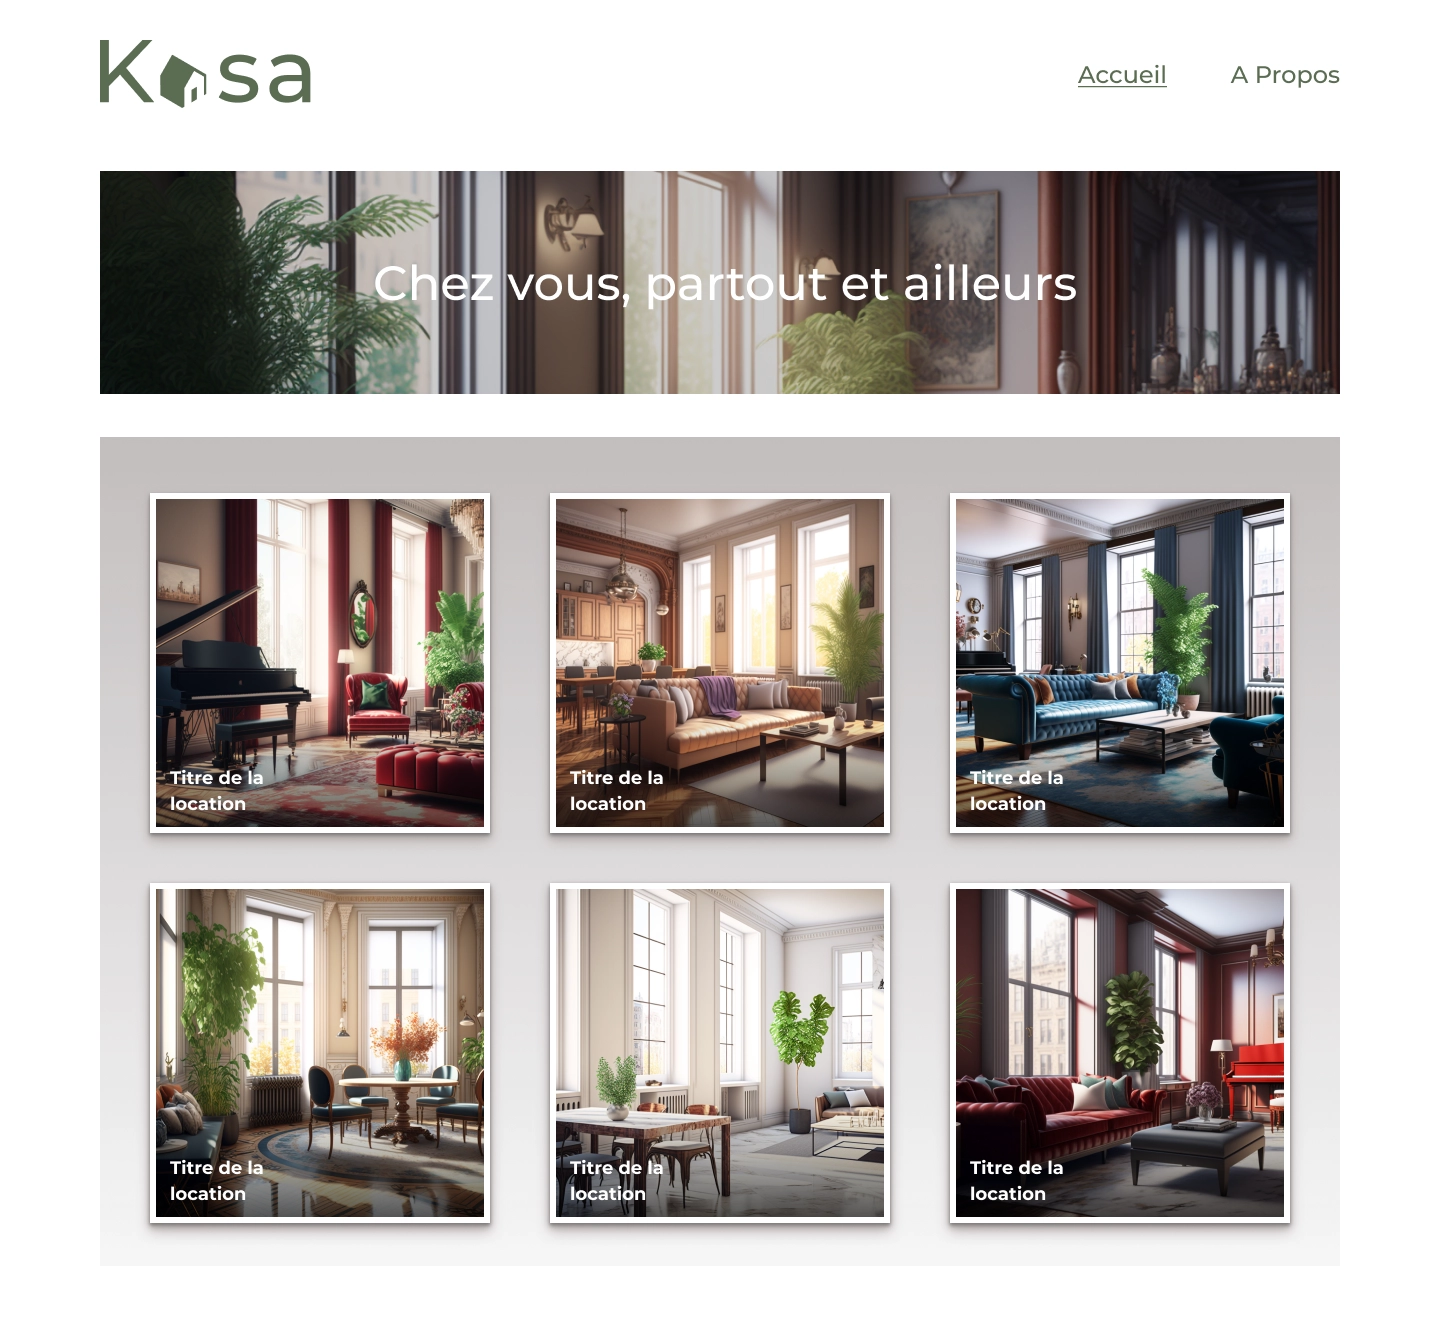 Kasa
Accueil
A Propos
Chez vous, partout et ailleurs
Titre de la
location
Titre de la
location
Titre de la
location
Titre de la
location
Titre de la
location
Titre de la
location